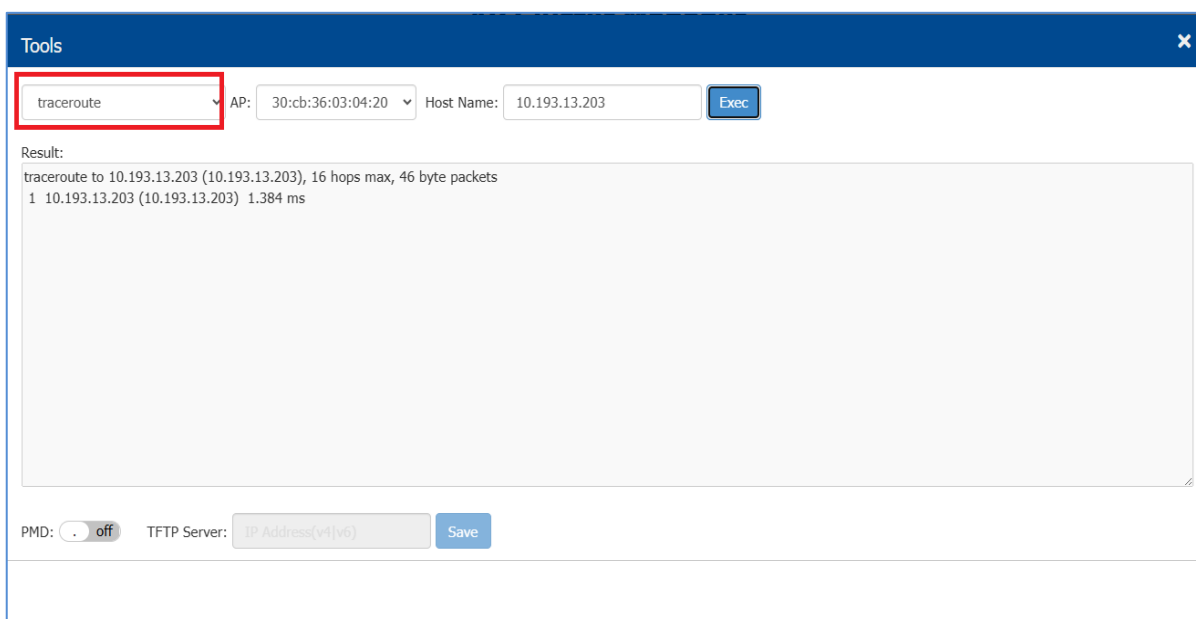 Tools ×
traceroute AP: 30:cb:36:03:04:20 Host Name: 10.193.13.203 Exec
Result:
traceroute to 10.193.13.203 (10.193.13.203), 16 hops max, 46 byte packets
1 10.193.13.203 (10.193.13.203) 1.384 ms
PMD: . off TFTP Server: IP Address(v4|v6) Save